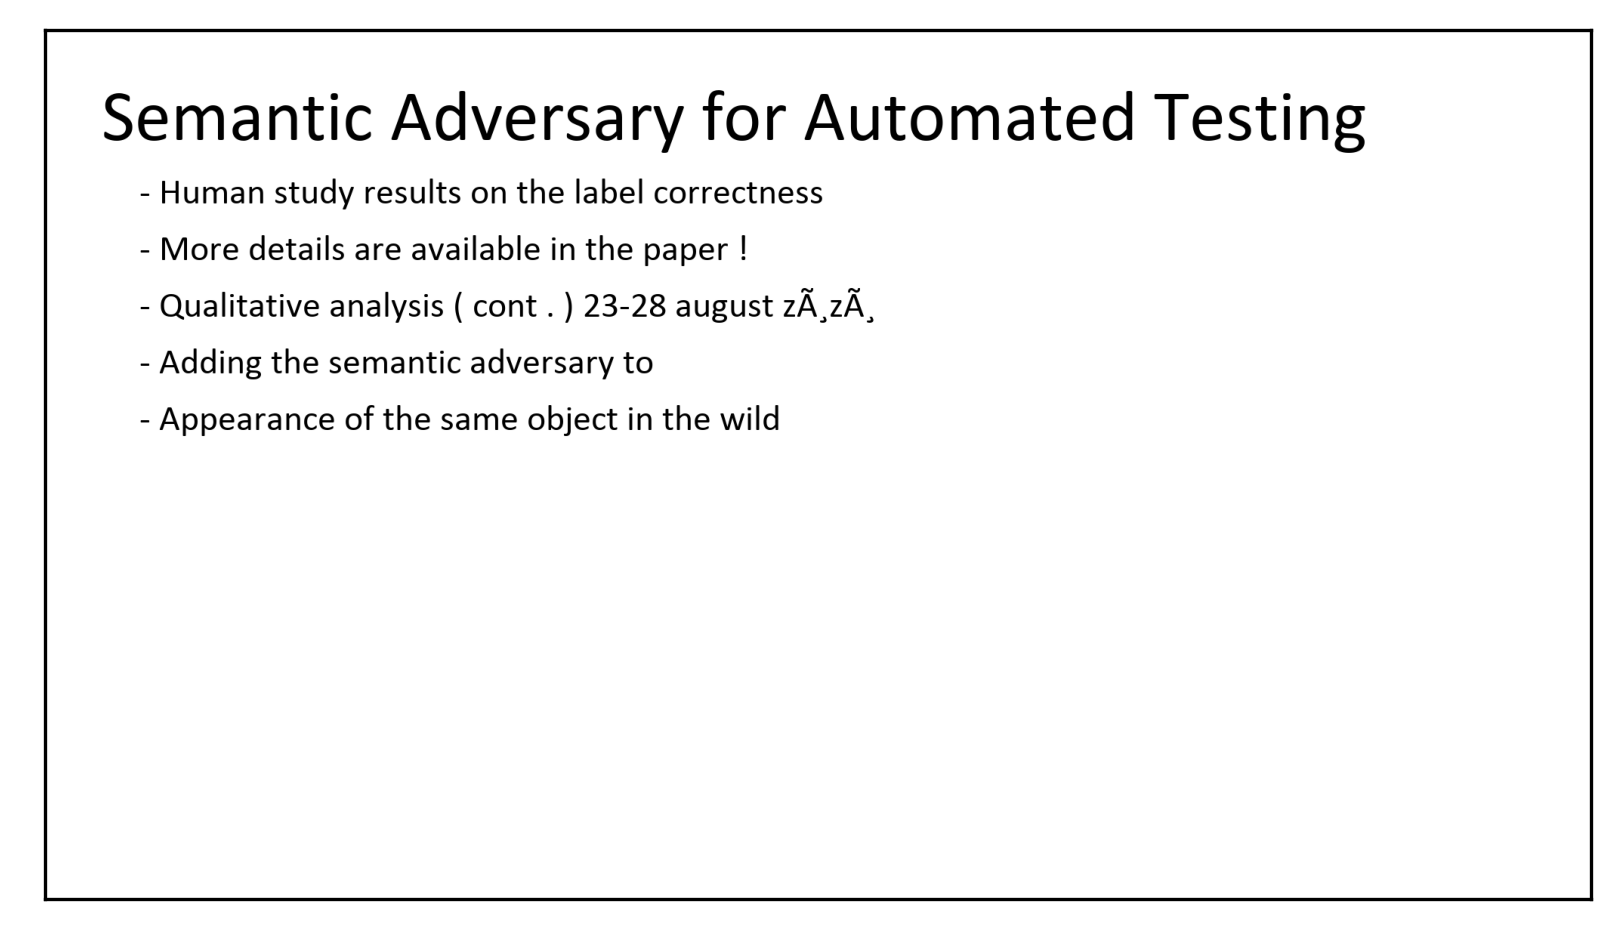 Semantic Adversary for Automated Testing
- Human study results on the label correctness
- More details are available in the paper !
- Qualitative analysis ( cont . ) 23-28 august zÃ¸zÃ¸
- Adding the semantic adversary to
- Appearance of the same object in the wild